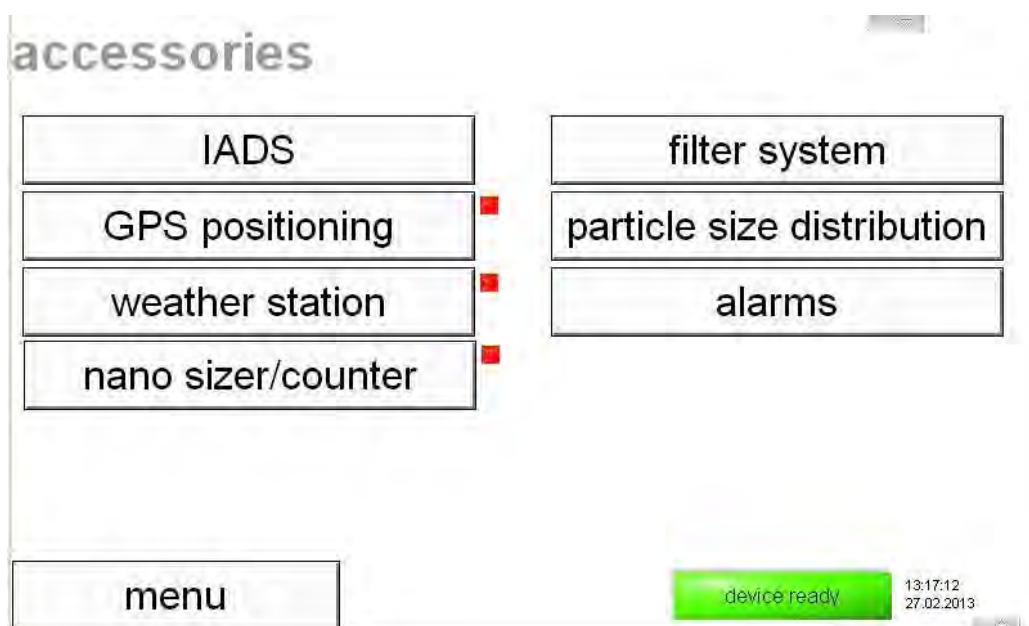 accessories
IADS
filter system
GPS positioning
particle size distribution
weather station
alarms
nano sizer/counter
menu
device ready
13:17:12
27.02.2013